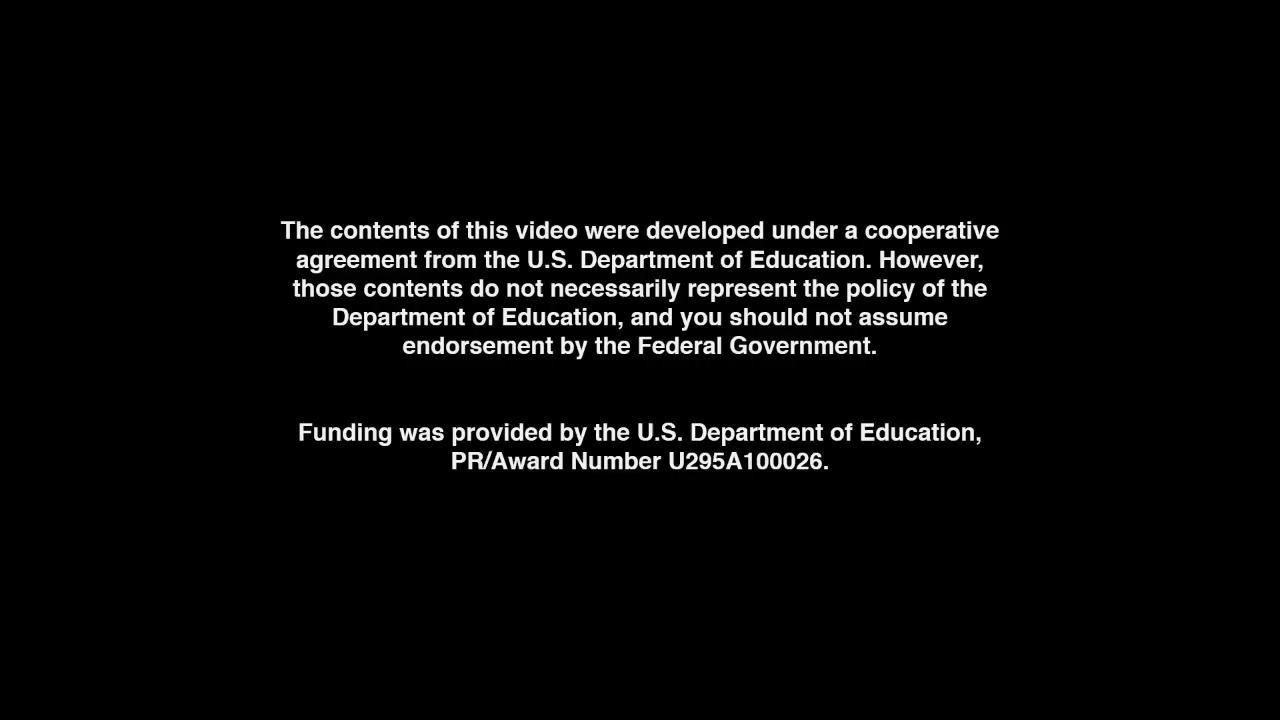 The contents of this video were developed under a cooperative
agreement from the U.S. Department of Education. However,
those contents do not necessarily represent the policy of the
Department of Education, and you should not assume
endorsement by the Federal Government.
Funding was provided by the U.S. Department of Education,
PR/Award Number U295A100026.